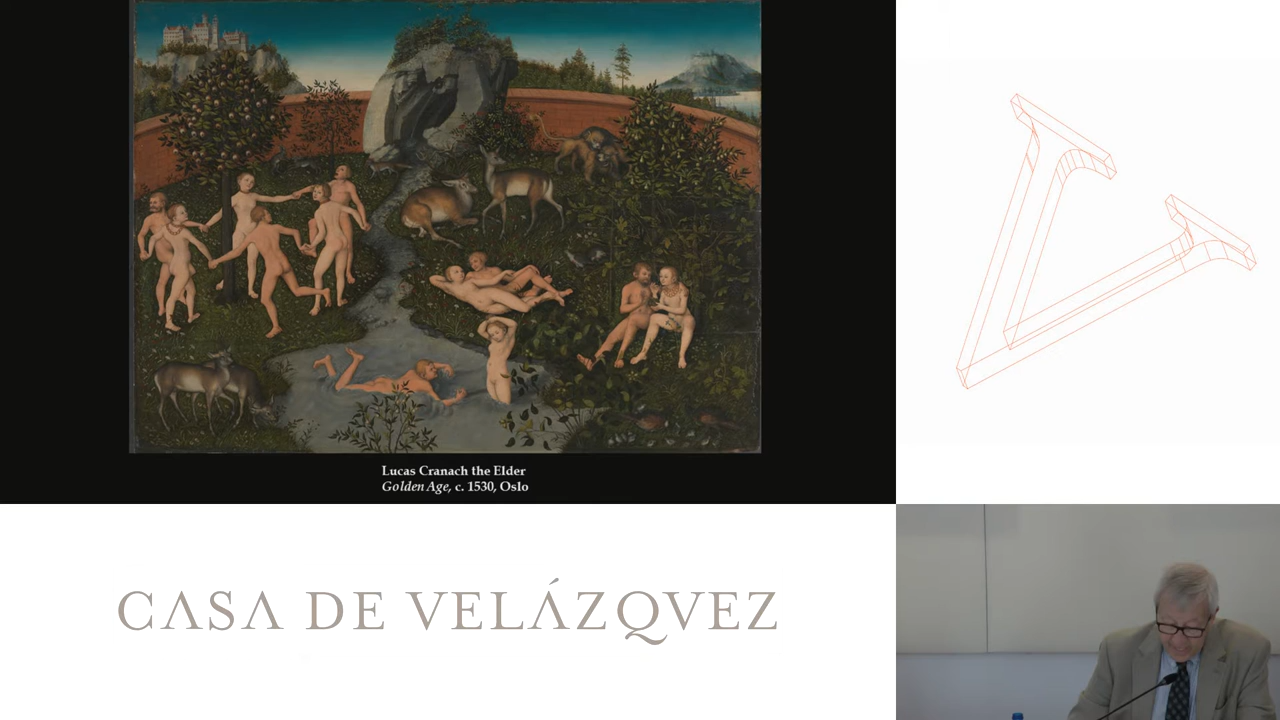 Lucas Cranach the Elder
Golden Age, c. 1530, Oslo
CASA DE VELÁZQVEZ